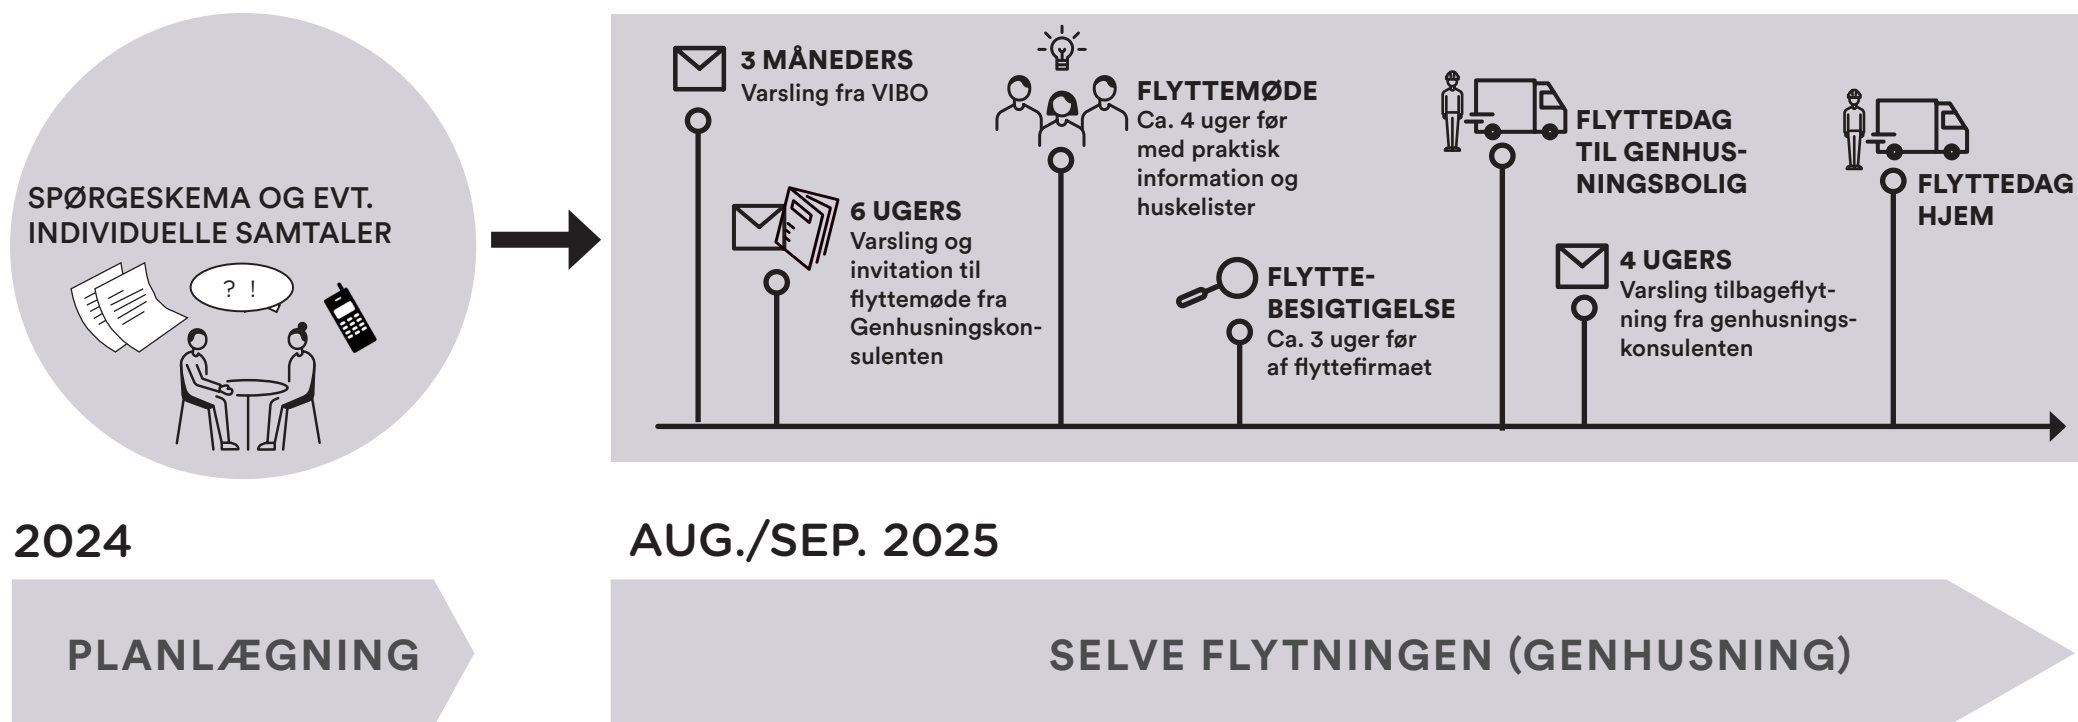 SPØRGESKEMA OG EVT.
INDIVIDUELLE SAMTALER
? !
3 MÅNEDERS
Varsling fra VIBO
6 UGERS
Varsling og
invitation til
flyttemøde fra
Genhusningskon-
sulenten
FLYTTEMØDE
Ca. 4 uger før
med praktisk
information og
huskelister
FLYTTE-
BESIGTIGELSE
Ca. 3 uger før
af flyttefirmaet
FLYTTEDAG
TIL GENHUS-
NINGSBOLIG
4 UGERS
Varsling tilbageflyt-
ning fra genhusnings-
konsulenten
FLYTTEDAG
HJEM
2024
AUG./SEP. 2025
PLANLÆGNING
SELVE FLYTNINGEN (GENHUSNING)